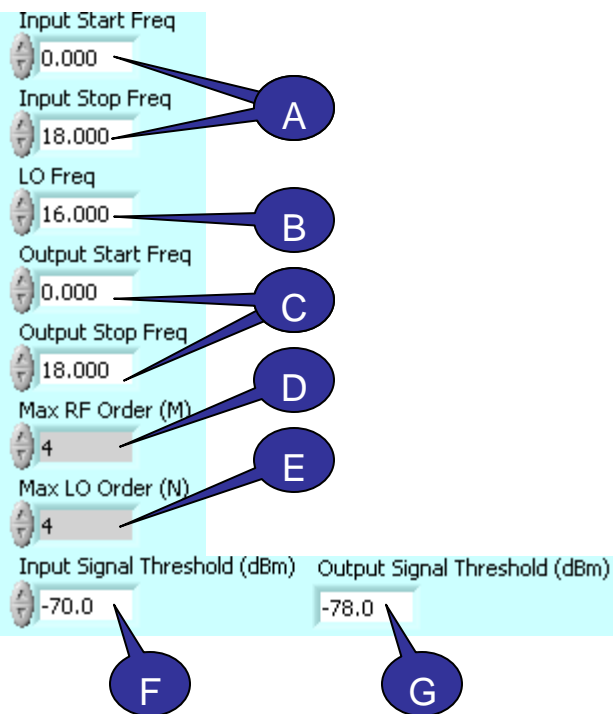 Input Start Freq
0.000
Input Stop Freq
A
18.000
LO Freq
16.000
B
Output Start Freq
0.000
C
Output Stop Freq
18.000
D
Max RF Order (M)
4
E
Max LO Order (N)
4
Input Signal Threshold (dBm) Output Signal Threshold (dBm)
-70.0 -78.0
F G